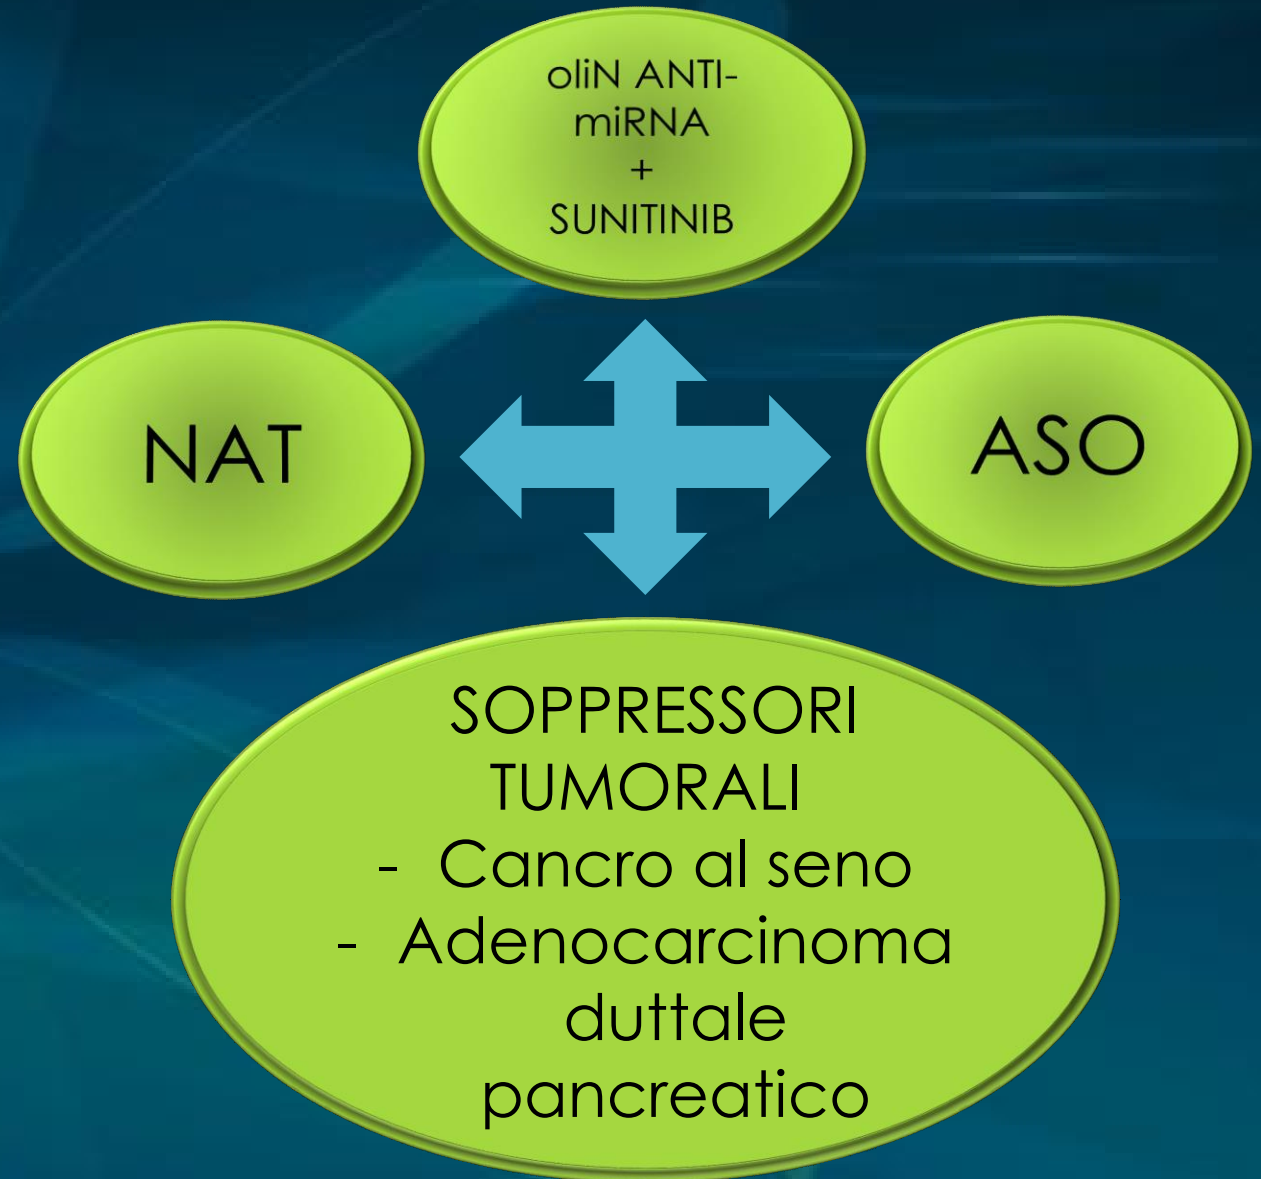 oliN ANTI-
miRNA
+
SUNITINIB
NAT
ASO
SOPPRESSORI
TUMORALI
- Cancro al seno
- Adenocarcinoma
duttale
pancreatico